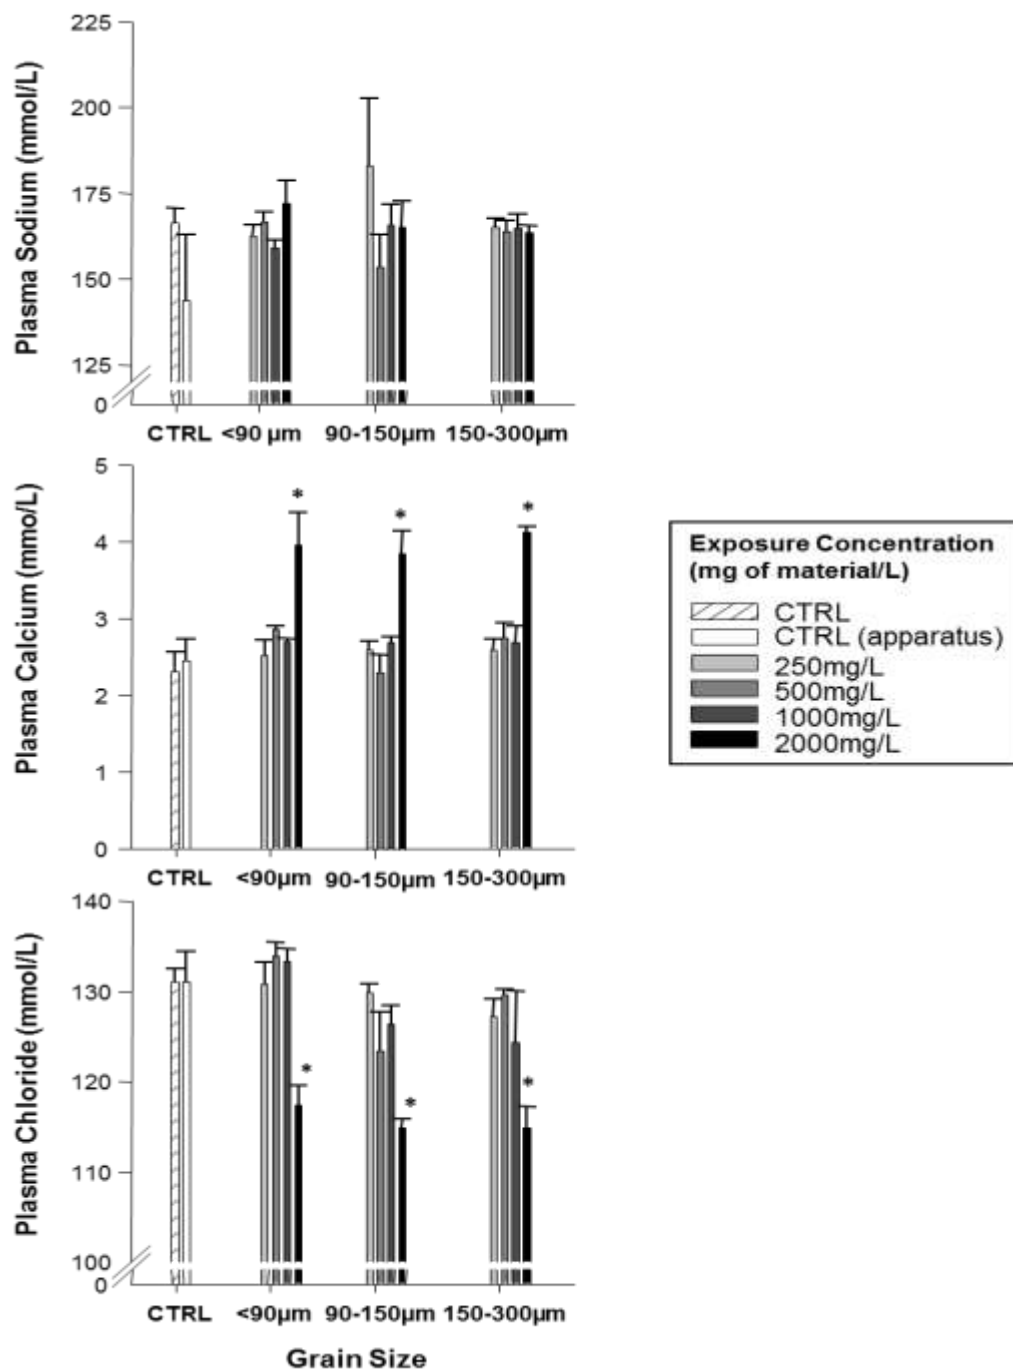 Plasma Sodium (mmol/L)
225
200
175
150
125
0
CTRL <90 µm 90-150µm 150-300µm
Plasma Calcium (mmo/L)
5
4
3
2
1
0
* * *
CTRL <90µm 90-150µm 150-300µm
Exposure Concentration
(mg of material/L)
CTRL
CTRL (apparatus)
250mg/L
500mg/L
1000mg/L
2000mg/L
Plasma Chloride (mmol/L)
140
130
120
110
100
0
* * *
CTRL <90µm 90-150µm 150-300µm
Grain Size